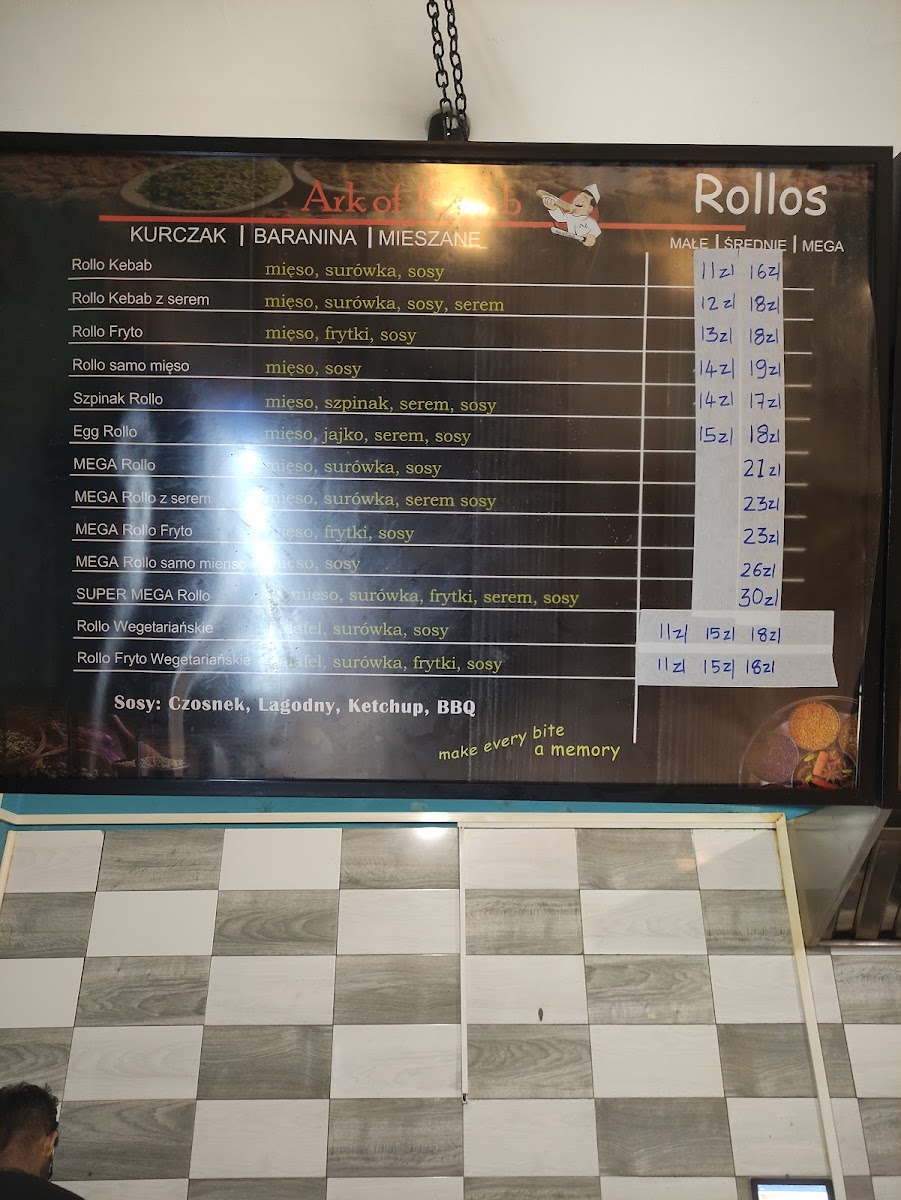 Ark of
Rollos
KURCZAK | BARANINA | MIESZANE
MAŁE | ŚREDNIE | MEGA
Rollo Kebab mięso, surówka, sosy 11zł 16zł
Rollo Kebab z serem mięso, surówka, sosy, serem 12zł 18zł
Rollo Fryto mięso, frytki, sosy 13zł 18zł
Rollo samo mięso mięso, sosy 14zł 19zł
Szpinak Rollo mięso, szpinak, serem, sosy 14zł 17zł
Egg Rollo mięso, jajko, serem, sosy 15zł 18zł
MEGA Rollo mięso, surówka, sosy 21zł
MEGA Rollo z serem mięso, surówka, serem sosy 23zł
MEGA Rollo Fryto mięso, frytki, sosy 23zł
MEGA Rollo samo mienso mięso, sosy 26zł
SUPER MEGA Rollo mięso, surówka, frytki, serem, sosy 30zł
Rollo Wegetariańskie surówka, sosy 11zł 15zł 18zł
Rollo Fryto Wegetariańskie surówka, frytki, sosy 11zł 15zł 18zł
Sosy: Czosnek, Lagodny, Ketchup, BBQ
make every bite
a memory